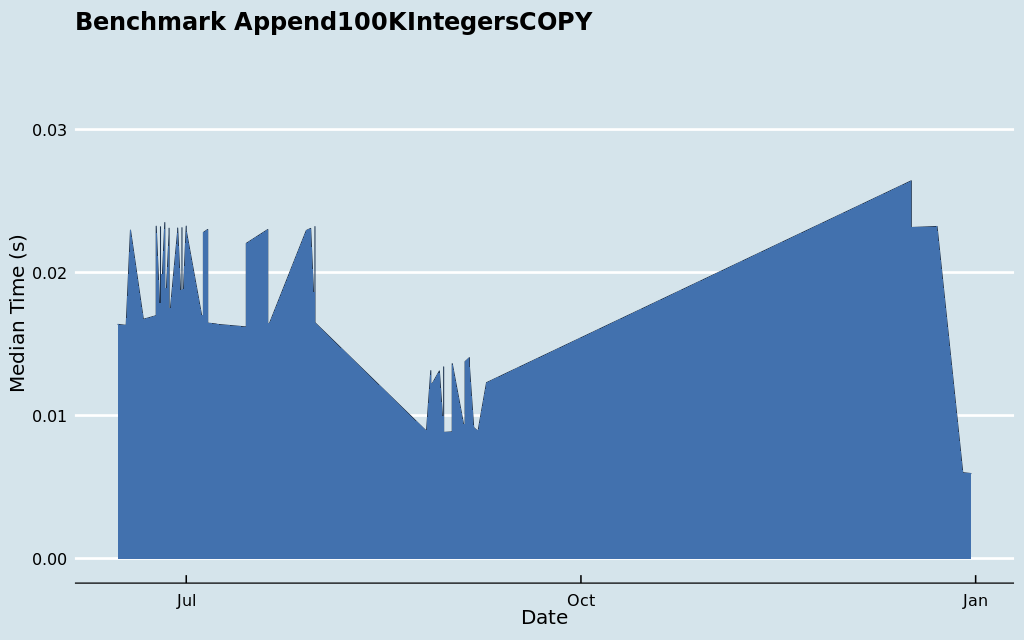 Benchmark Append100KIntegersCOPY
Median Time (s)
0.03
0.02
0.01
0.00
Jul
Oct
Jan
Date